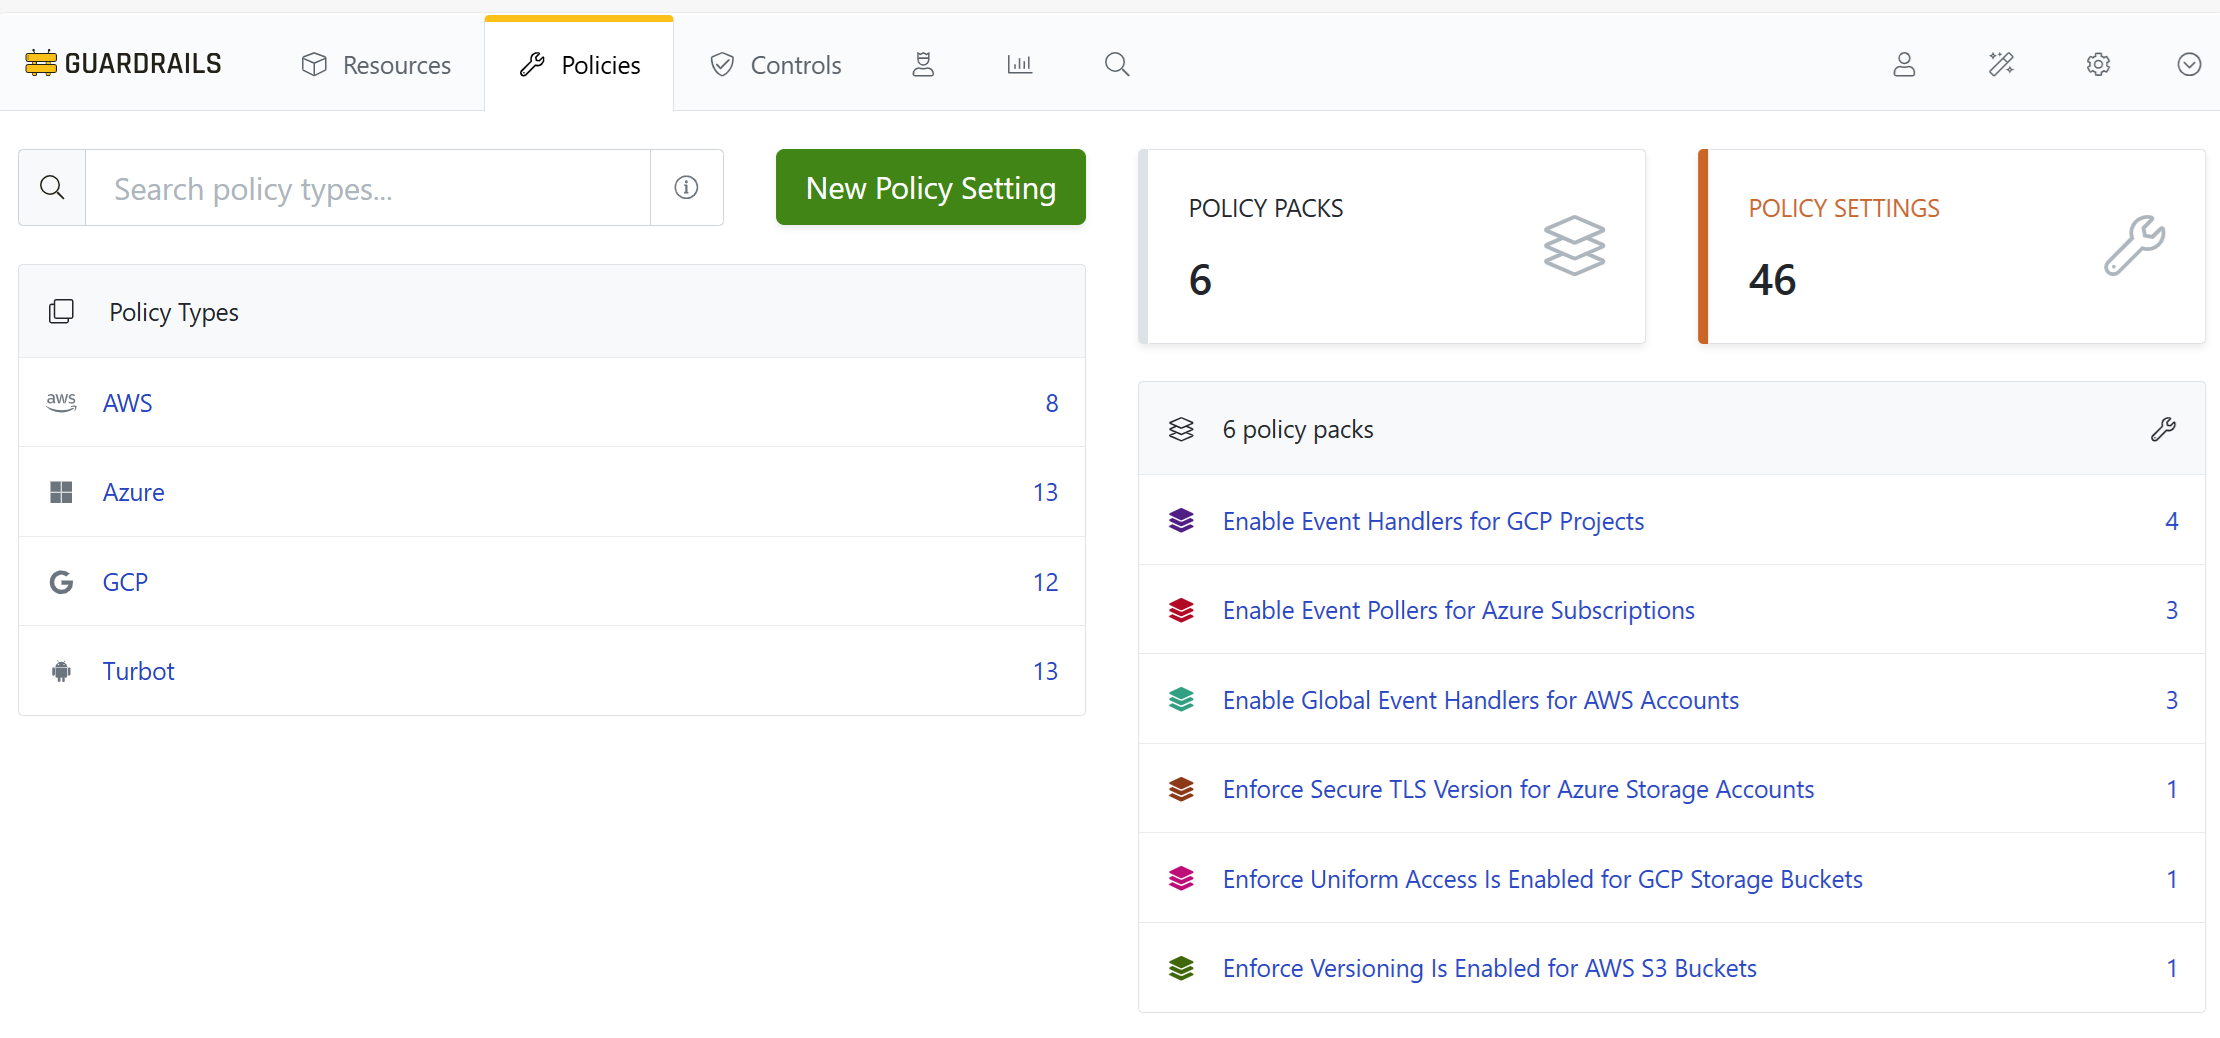 GUARDRAILS
Resources
Policies
Controls
Search policy types...
New Policy Setting
Policy Types
aws AWS 8
Azure 13
GCP 12
Turbot 13
POLICY PACKS
6
POLICY SETTINGS
46
6 policy packs
Enable Event Handlers for GCP Projects 4
Enable Event Pollers for Azure Subscriptions 3
Enable Global Event Handlers for AWS Accounts 3
Enforce Secure TLS Version for Azure Storage Accounts 1
Enforce Uniform Access Is Enabled for GCP Storage Buckets 1
Enforce Versioning Is Enabled for AWS S3 Buckets 1